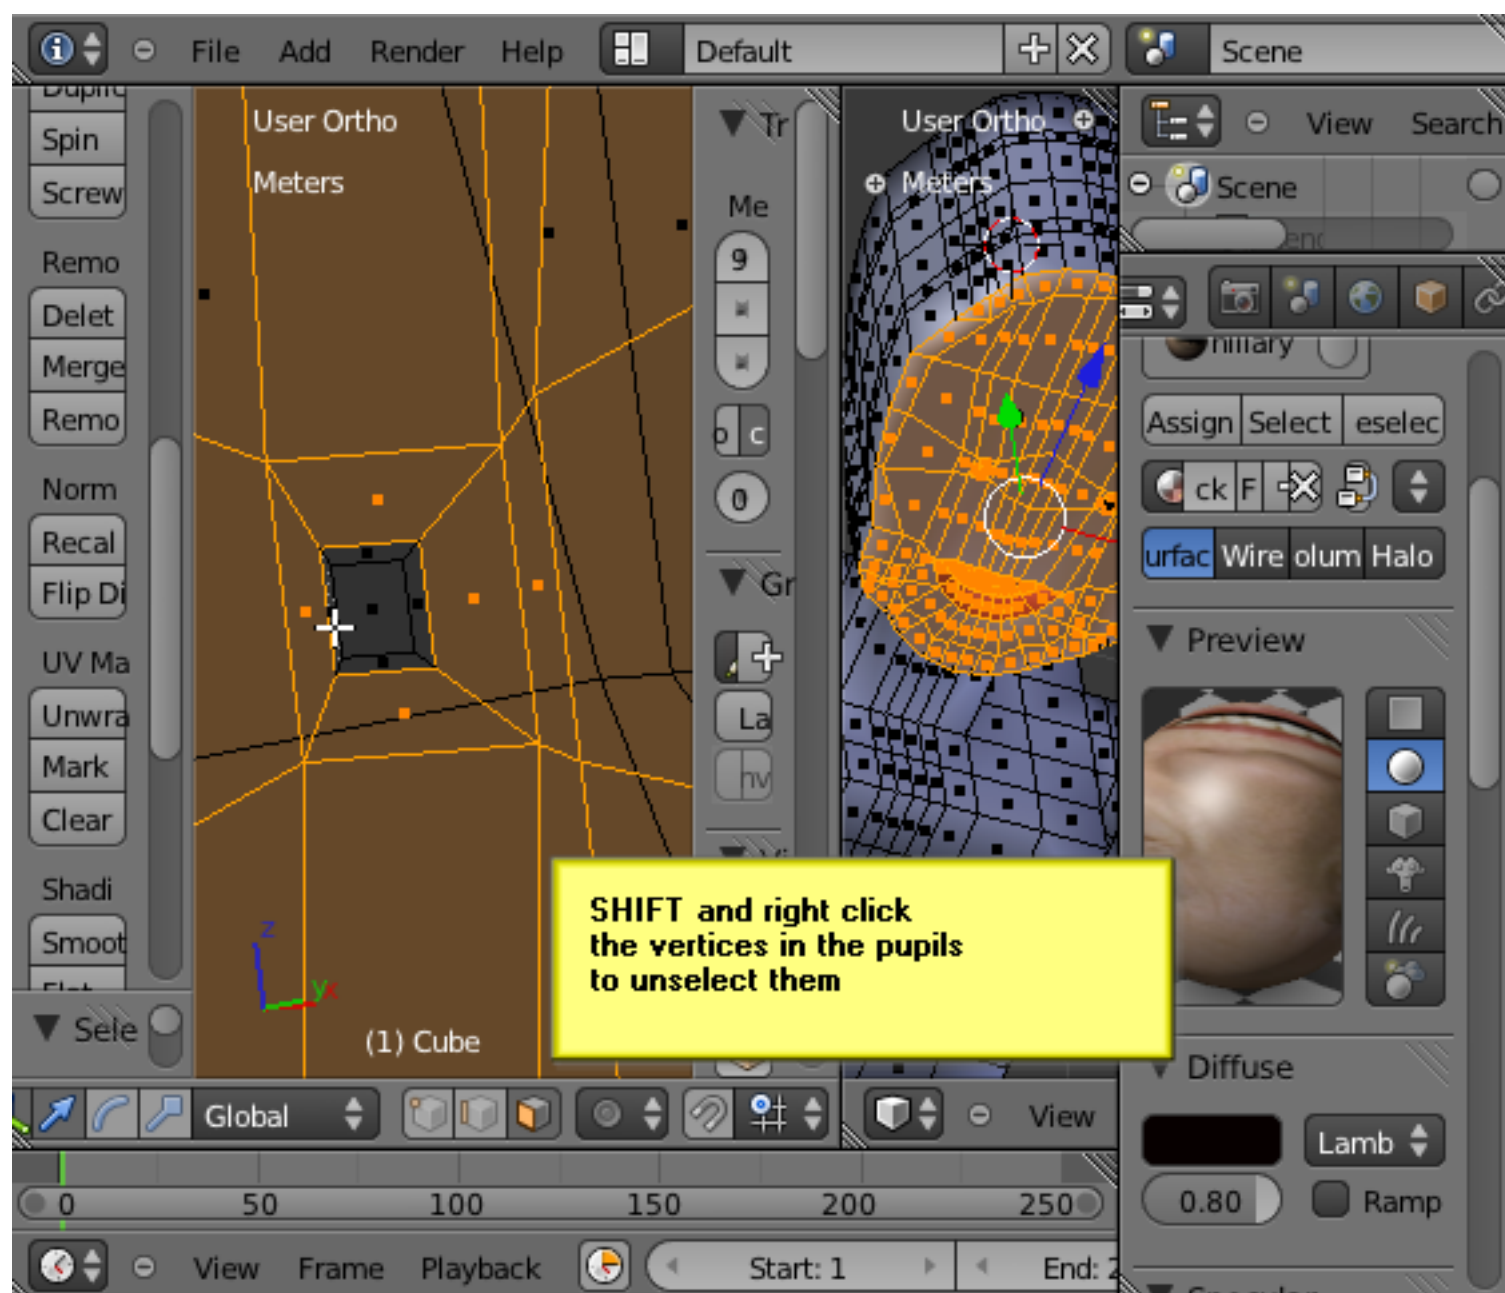 File Add Render Help Default Scene
Spin
Screw
Remo
Delet
Merge
Remo
Norm
Recal
Flip Di
UV Ma
Unwra
Mark
Clear
Shadi
Smoot
Sele
User Ortho
Meters
(1) Cube
Tr
Me
9
o c
0
Gr
La
nv
User Ortho
Meters
SHIFT and right click
the vertices in the pupils
to unselect them
View Search
Scene
Assign Select eselec
ck F
urfac Wire olum Halo
Preview
Diffuse
Lamb
0.80 Ramp
Global View
0 50 100 150 200 250
View Frame Playback Start: 1 End: 2